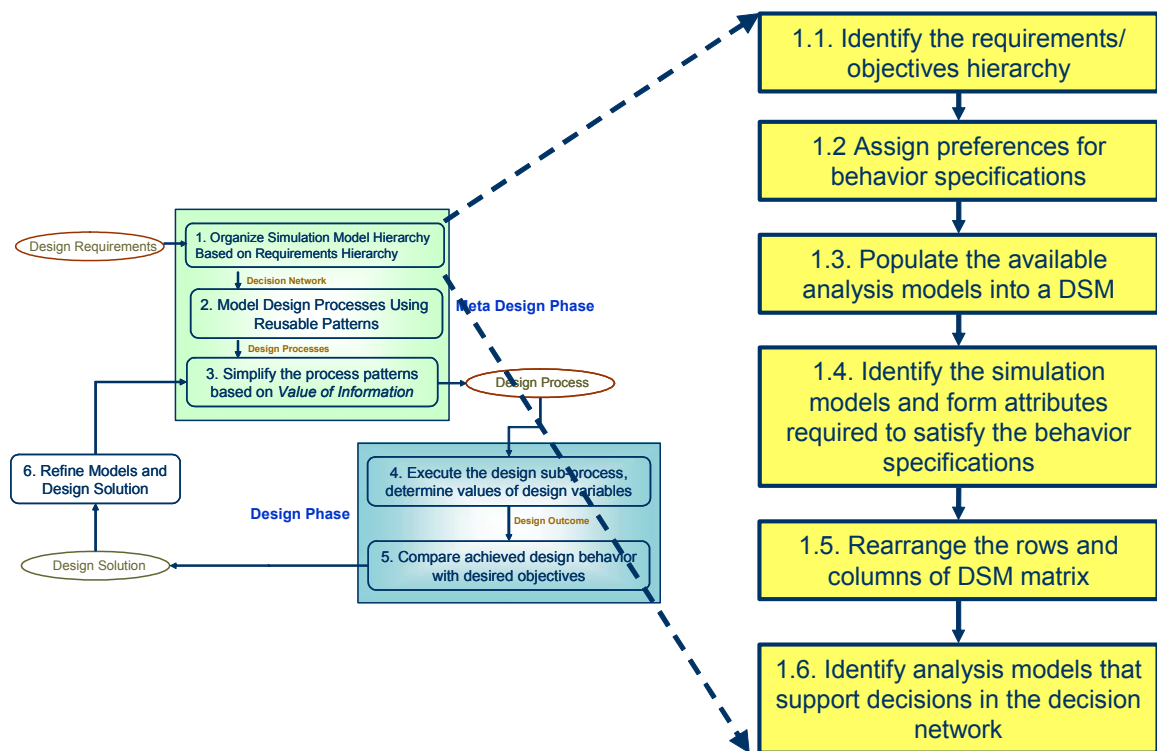 Design Requirements
1. Organize Simulation Model Hierarchy
Based on Requirements Hierarchy
Decision Network
2. Model Design Processes Using
Reusable Patterns
Meta Design Phase
Design Processes
3. Simplify the process patterns
based on Value of Information
Design Process
6. Refine Models and
Design Solution
4. Execute the design sub-process,
determine values of design variables
Design Phase
Design Outcome
5. Compare achieved design behavior
with desired objectives
Design Solution
1.1. Identify the requirements/
objectives hierarchy
1.2 Assign preferences for
behavior specifications
1.3. Populate the available
analysis models into a DSM
1.4. Identify the simulation
models and form attributes
required to satisfy the behavior
specifications
1.5. Rearrange the rows and
columns of DSM matrix
1.6. Identify analysis models that
support decisions in the decision
network